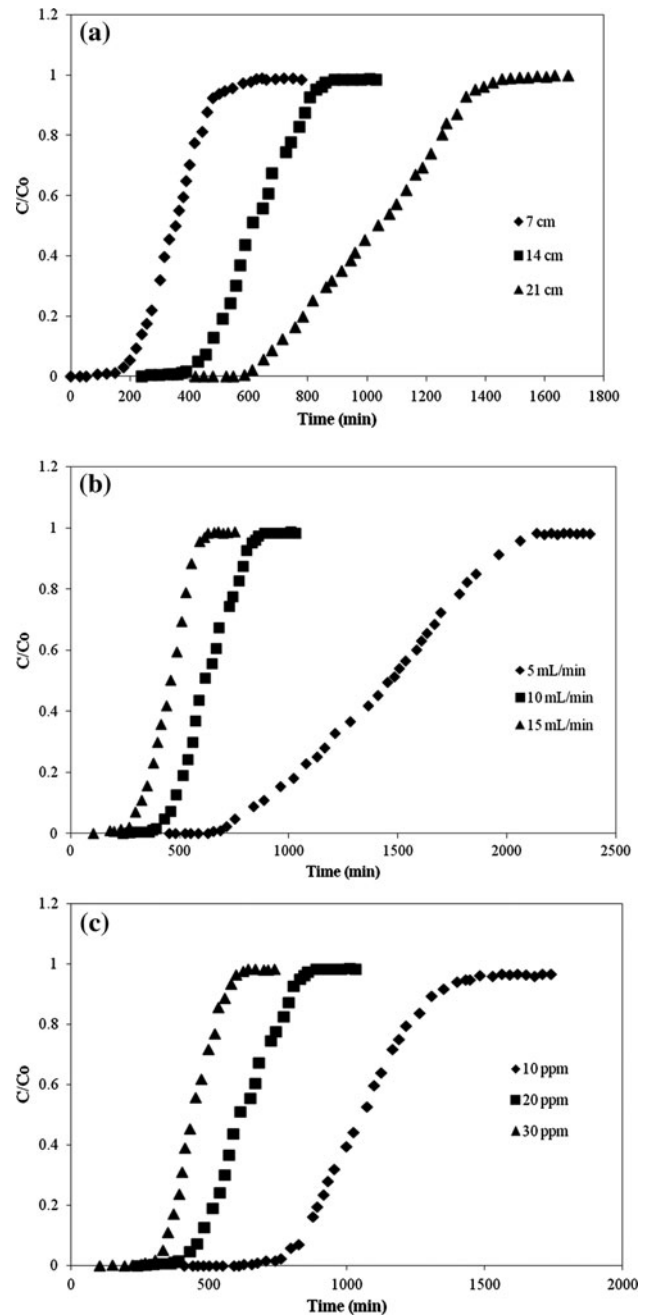 (a)
1.2
1
0.8
0.6
0.4
0.2
0
C/Co
7 cm
14 cm
21 cm
0 200 400 600 800 1000 1200 1400 1600 1800
Time (min)
(b)
1.2
1
0.8
0.6
0.4
0.2
0
C/Co
5 mL/min
10 mL/min
15 mL/min
0 500 1000 1500 2000 2500
Time (min)
(c)
1.2
1
0.8
0.6
0.4
0.2
0
C/Co
10 ppm
20 ppm
30 ppm
0 500 1000 1500 2000
Time (min)